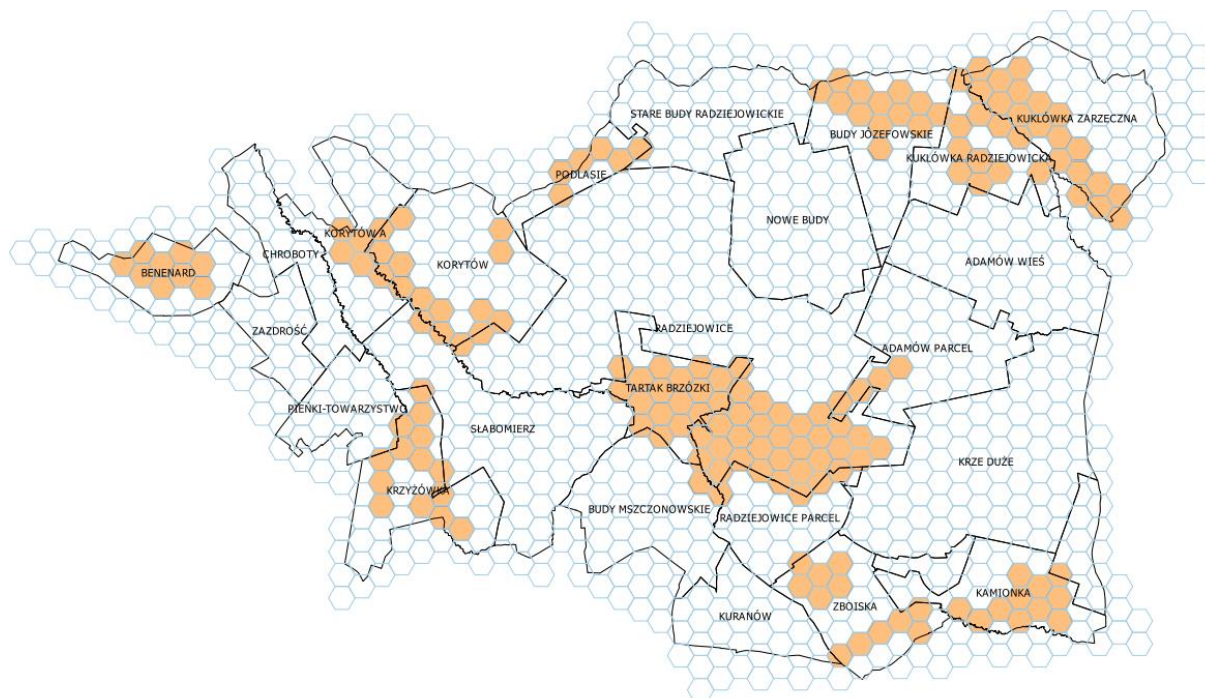 STARE BUDY RADZIEJOWICKIE
KUKLÓWKA ZARZECZNA
BUDY JÓZEFOWSKIE
KUKLÓWKA RADZIEJOWICKA
PODLASIE
NOWE BUDY
KORYTÓW A
CHROBOTY
KORYTÓW
ADAMÓW WIEŚ
BENENARD
ZAZDROŚĆ
RADZIEJOWICE
ADAMÓW PARCEL
TARTAK BRZÓZKI
PIEŃKI-TOWARZYSTWO
SŁABOMIERZ
KRZE DUŻE
KRZYŻÓWKA
BUDY MSZCZONOWSKIE
RADZIEJOWICE PARCEL
KAMIONKA
ZBOISKA
KURANÓW